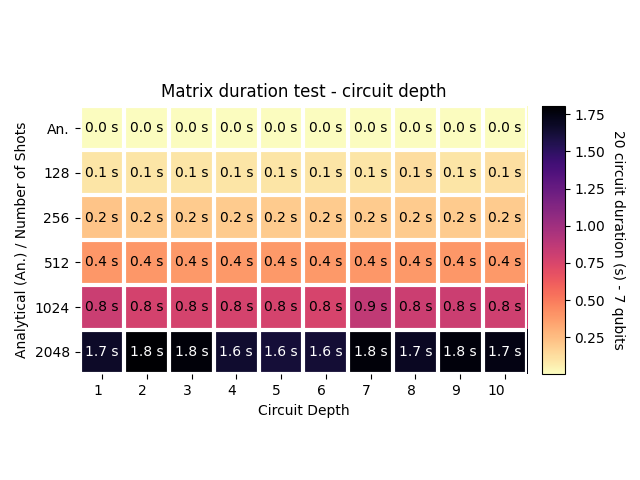 Matrix duration test - circuit depth
Analytical (An.) / Number of Shots
An. 0.0 s 0.0 s 0.0 s 0.0 s 0.0 s 0.0 s 0.0 s 0.0 s 0.0 s 0.0 s
128 0.1 s 0.1 s 0.1 s 0.1 s 0.1 s 0.1 s 0.1 s 0.1 s 0.1 s 0.1 s
256 0.2 s 0.2 s 0.2 s 0.2 s 0.2 s 0.2 s 0.2 s 0.2 s 0.2 s 0.2 s
512 0.4 s 0.4 s 0.4 s 0.4 s 0.4 s 0.4 s 0.4 s 0.4 s 0.4 s 0.4 s
1024 0.8 s 0.8 s 0.8 s 0.8 s 0.8 s 0.8 s 0.9 s 0.8 s 0.8 s 0.8 s
2048 1.7 s 1.8 s 1.8 s 1.6 s 1.6 s 1.6 s 1.8 s 1.7 s 1.8 s 1.7 s
1 2 3 4 5 6 7 8 9 10
Circuit Depth
1.75
1.50
1.25
1.00
0.75
0.50
0.25
20 circuit duration (s) - 7 qubits